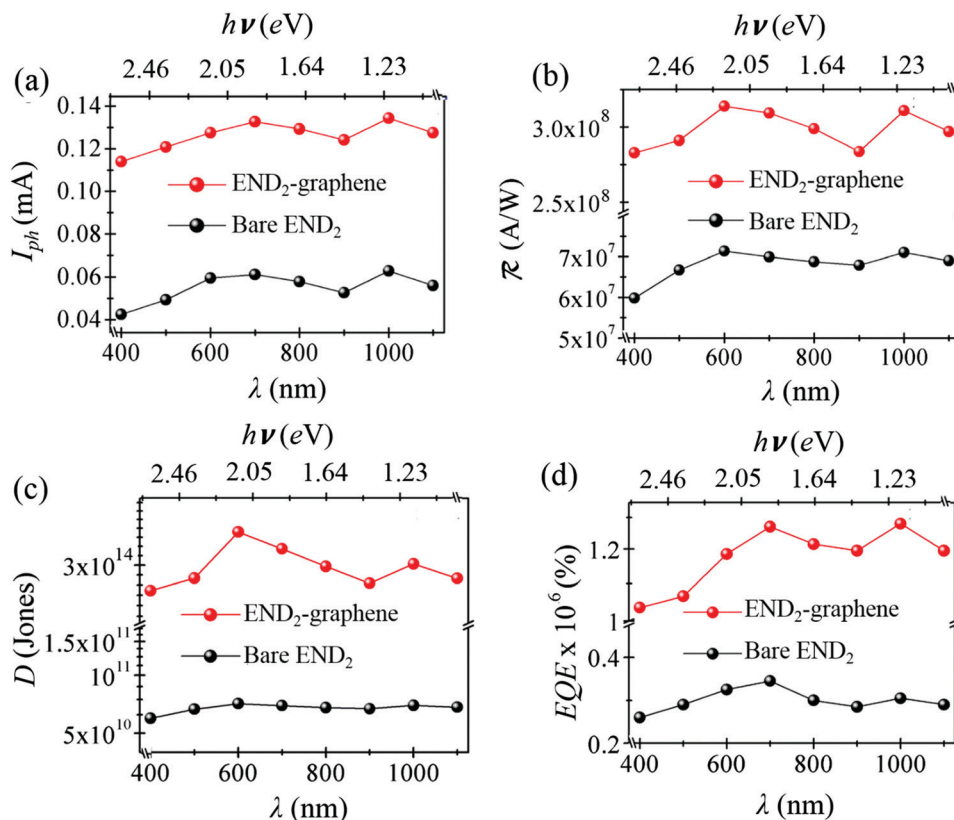 hν (eV)
2.46 2.05 1.64 1.23
(a)
0.14
0.12
0.10
0.08
0.06
0.04
I_ph (mA)
END₂-graphene
Bare END₂
400 600 800 1000
λ (nm)
hν (eV)
2.46 2.05 1.64 1.23
(b)
3.0x10⁸
2.5x10⁸
7x10⁷
6x10⁷
5x10⁷
ℛ (A/W)
END₂-graphene
Bare END₂
400 600 800 1000
λ (nm)
hν (eV)
2.46 2.05 1.64 1.23
(c)
3x10¹⁴
1.5x10¹¹
10¹¹
5x10¹⁰
D (Jones)
END₂-graphene
Bare END₂
400 600 800 1000
λ (nm)
hν (eV)
2.46 2.05 1.64 1.23
(d)
1.2
1
0.4
0.2
EQE x 10⁶ (%)
END₂-graphene
Bare END₂
400 600 800 1000
λ (nm)